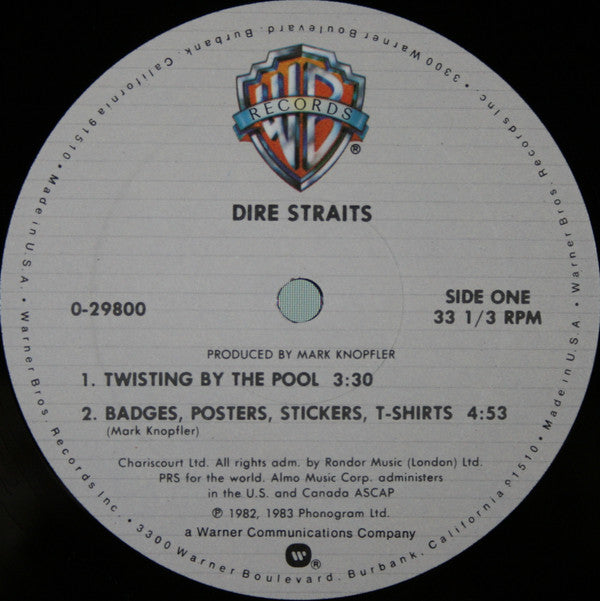 WB
RECORDS
®
DIRE STRAITS
0-29800
SIDE ONE
33 1/3 RPM
PRODUCED BY MARK KNOPFLER
1. TWISTING BY THE POOL 3:30
2. BADGES, POSTERS, STICKERS, T-SHIRTS 4:53
(Mark Knopfler)
Chariscourt Ltd. All rights adm. by Rondor Music (London) Ltd.
PRS for the world. Almo Music Corp. administers
in the U.S. and Canada ASCAP
℗ 1982, 1983 Phonogram Ltd.
a Warner Communications Company
®
Warner Bros. Records Inc. • 3300 Warner Boulevard, Burbank, California 91510 • Made in U.S.A. • Warner Bros. Records Inc. • 3300 Warner Boulevard, Burbank, California 91510 • Made in U.S.A. •